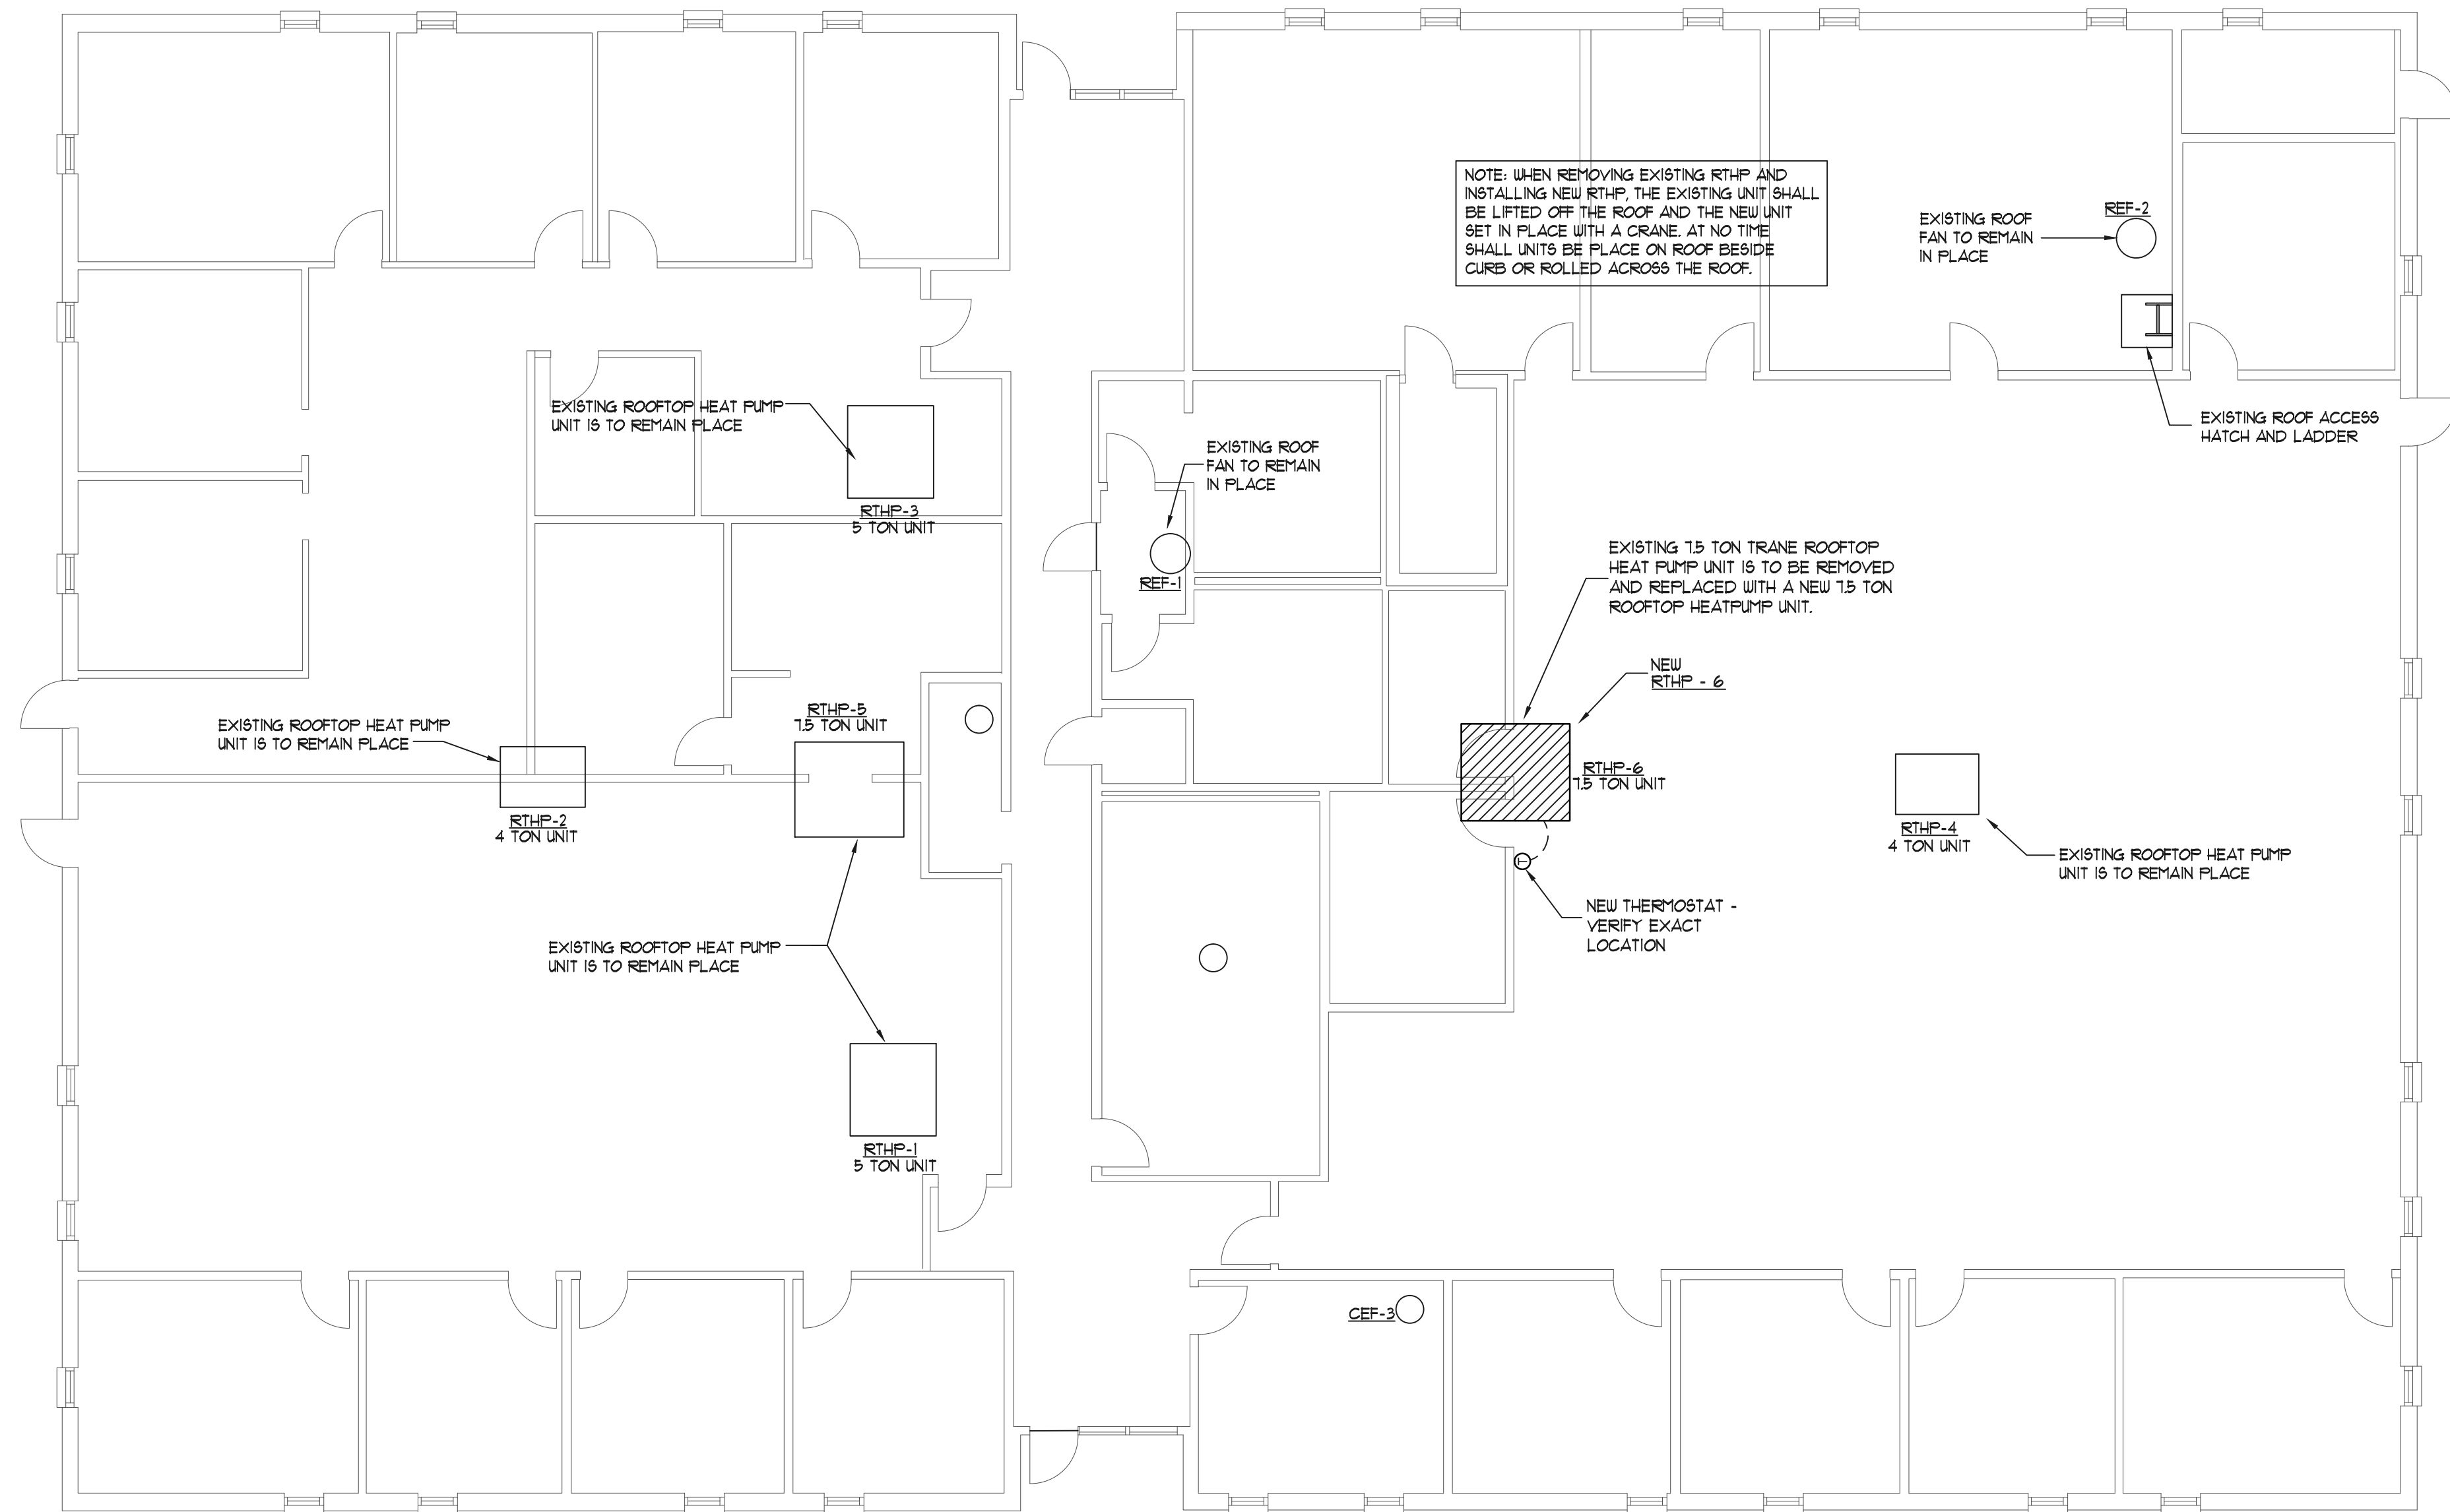 NOTE: WHEN REMOVING EXISTING RTHP AND
INSTALLING NEW RTHP, THE EXISTING UNIT SHALL
BE LIFTED OFF THE ROOF AND THE NEW UNIT
SET IN PLACE WITH A CRANE. AT NO TIME
SHALL UNITS BE PLACE ON ROOF BESIDE
CURB OR ROLLED ACROSS THE ROOF.
EXISTING ROOF
FAN TO REMAIN
IN PLACE
REF-2
EXISTING ROOF ACCESS
HATCH AND LADDER
EXISTING ROOFTOP HEAT PUMP
UNIT IS TO REMAIN PLACE
RTHP-3
5 TON UNIT
EXISTING ROOF
FAN TO REMAIN
IN PLACE
REF-1
EXISTING 7.5 TON TRANE ROOFTOP
HEAT PUMP UNIT IS TO BE REMOVED
AND REPLACED WITH A NEW 7.5 TON
ROOFTOP HEATPUMP UNIT.
NEW
RTHP - 6
EXISTING ROOFTOP HEAT PUMP
UNIT IS TO REMAIN PLACE
RTHP-2
4 TON UNIT
RTHP-5
7.5 TON UNIT
RTHP-6
7.5 TON UNIT
RTHP-4
4 TON UNIT
EXISTING ROOFTOP HEAT PUMP
UNIT IS TO REMAIN PLACE
T
NEW THERMOSTAT -
VERIFY EXACT
LOCATION
EXISTING ROOFTOP HEAT PUMP
UNIT IS TO REMAIN PLACE
RTHP-1
5 TON UNIT
CEF-3